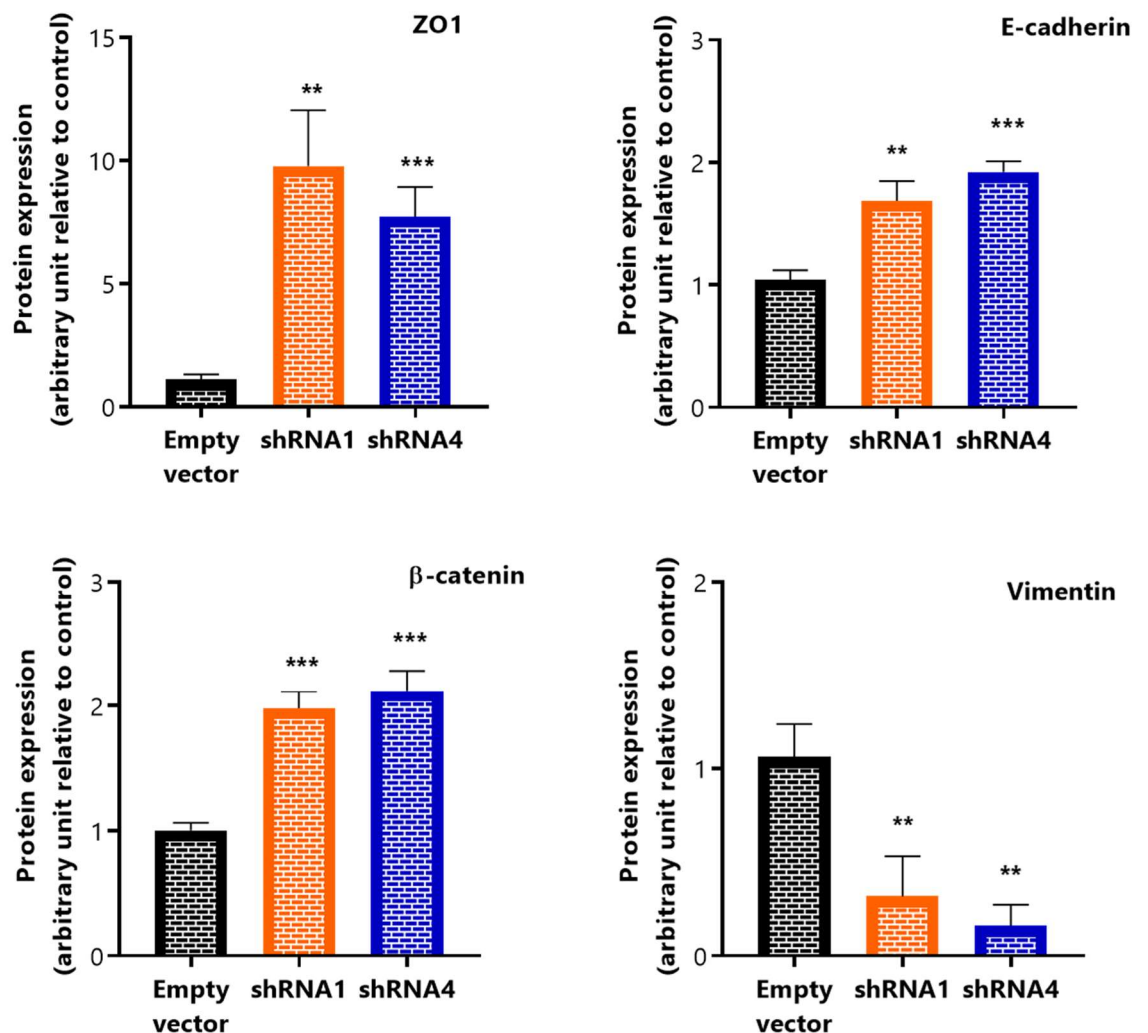 ZO1
Protein expression
(arbitrary unit relative to control)
15
10
5
0
**
***
Empty
vector
shRNA1
shRNA4
E-cadherin
Protein expression
(arbitrary unit relative to control)
3
2
1
0
**
***
Empty
vector
shRNA1
shRNA4
β-catenin
Protein expression
(arbitrary unit relative to control)
3
2
1
0
***
***
Empty
vector
shRNA1
shRNA4
Vimentin
Protein expression
(arbitrary unit relative to control)
2
1
0
**
**
Empty
vector
shRNA1
shRNA4